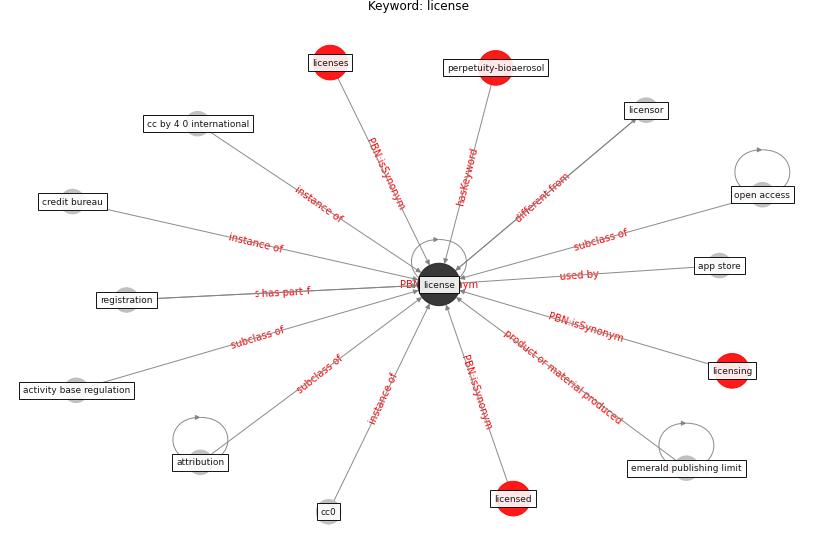 Keyword: license
licenses
perpetuity-bioaerosol
licensor
cc by 4 0 international
PBN.isSynonym
hasKeyword
different from
open access
credit bureau
instance of
instance of
subclass of
app store
used by
license
registration
has part
PBN.isSynonym
licensing
subclass of
product or material produced
activity base regulation
subclass of
instance of
PBN.isSynonym
attribution
emerald publishing limit
licensed
cc0